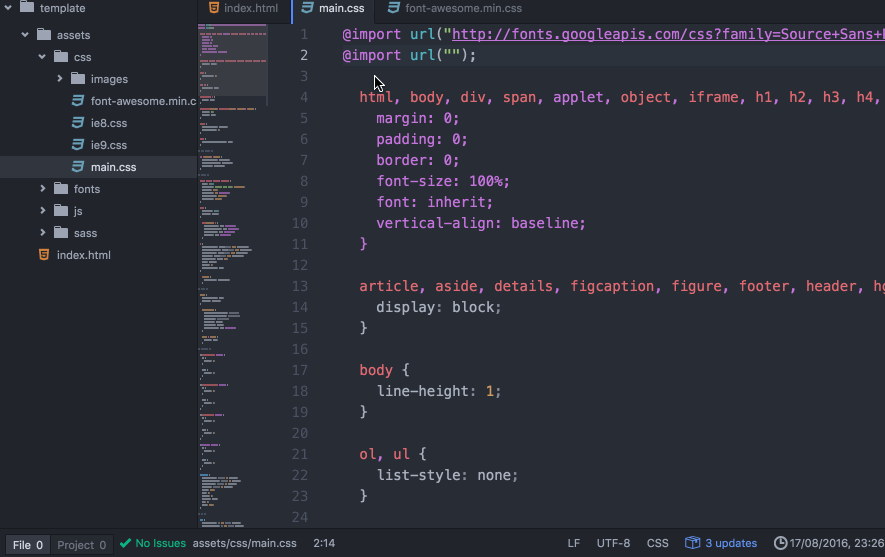 template
assets
css
images
font-awesome.min.c
ie8.css
ie9.css
main.css
fonts
js
sass
index.html
index.html main.css font-awesome.min.css
1 @import url("http://fonts.googleapis.com/css?family=Source+Sans+
2 @import url("");
3
4 html, body, div, span, applet, object, iframe, h1, h2, h3, h4,
5 margin: 0;
6 padding: 0;
7 border: 0;
8 font-size: 100%;
9 font: inherit;
10 vertical-align: baseline;
11 }
12
13 article, aside, details, figcaption, figure, footer, header, hg
14 display: block;
15 }
16
17 body {
18 line-height: 1;
19 }
20
21 ol, ul {
22 list-style: none;
23 }
24
File 0 Project 0 No Issues assets/css/main.css 2:14 LF UTF-8 CSS 3 updates 17/08/2016, 23:26